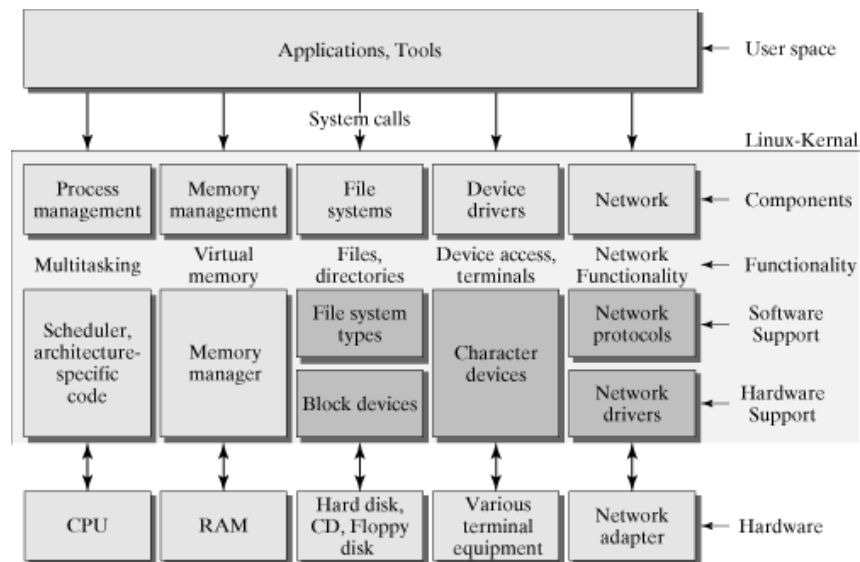 Applications, Tools
User space
System calls
Linux-Kernel
Process
management
Memory
management
File
systems
Device
drivers
Network
Components
Multitasking
Virtual
memory
Files,
directories
Device access,
terminals
Network
Functionality
Functionality
Scheduler,
architecture-
specific
code
Memory
manager
File system
types
Block devices
Character
devices
Network
protocols
Network
drivers
Software
Support
Hardware
Support
CPU
RAM
Hard disk,
CD, Floppy
disk
Various
terminal
equipment
Network
adapter
Hardware